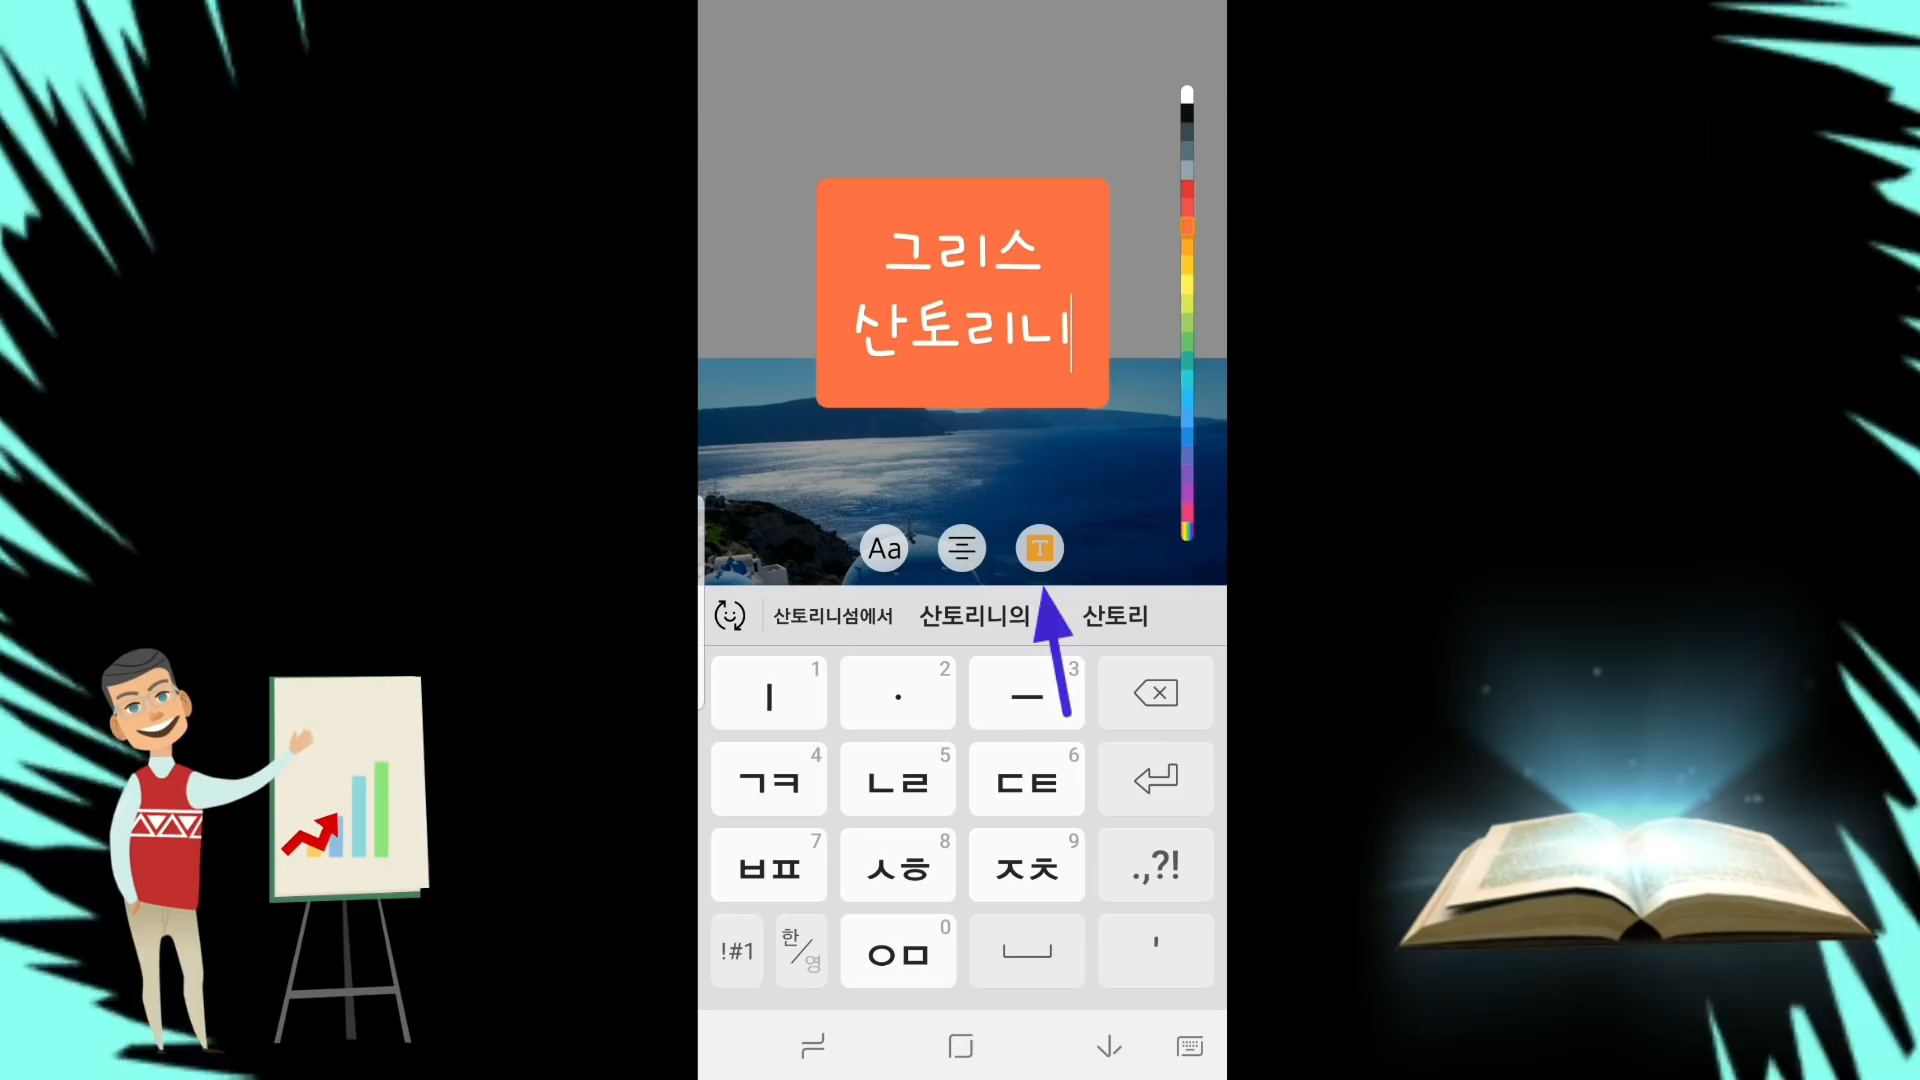 그리스
산토리니
Aa
T
산토리니섬에서 산토리니의 산토리
ㅣ 1
· 2
ㅡ 3
ㄱㅋ 4
ㄴㄹ 5
ㄷㅌ 6
ㅂㅍ 7
ㅅㅎ 8
ㅈㅊ 9
.,?!
!#1
한/영
ㅇㅁ 0
'